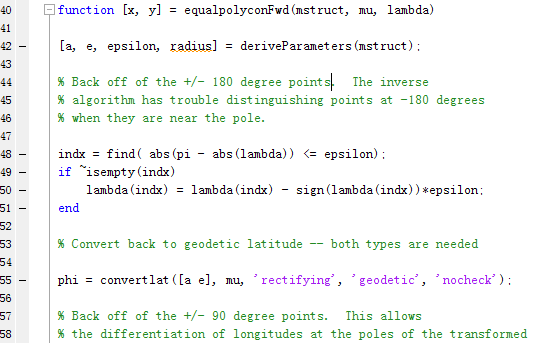 40 function [x, y] = equalpolyconFwd(mstruct, mu, lambda)
41
42 – [a, e, epsilon, radius] = deriveParameters(mstruct);
43
44 % Back off of the +/- 180 degree points.  The inverse
45 % algorithm has trouble distinguishing points at -180 degrees
46 % when they are near the pole.
47
48 – indx = find( abs(pi - abs(lambda)) <= epsilon);
49 – if ~isempty(indx)
50 – lambda(indx) = lambda(indx) - sign(lambda(indx))*epsilon;
51 – end
52
53 % Convert back to geodetic latitude -- both types are needed
54
55 – phi = convertlat([a e], mu, 'rectifying', 'geodetic', 'nocheck');
56
57 % Back off of the +/- 90 degree points.  This allows
58 % the differentiation of longitudes at the poles of the transformed